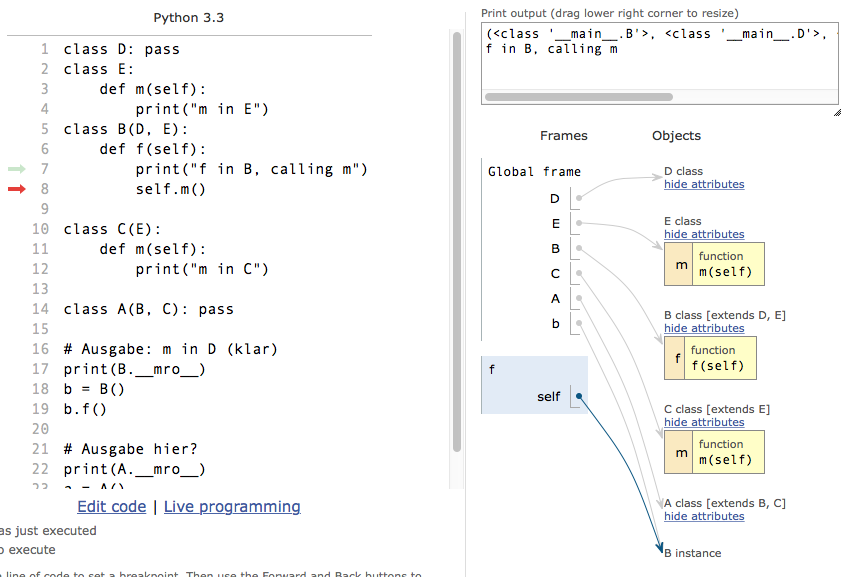 Python 3.3
1 class D: pass
2 class E:
3     def m(self):
4         print("m in E")
5 class B(D, E):
6     def f(self):
7         print("f in B, calling m")
8         self.m()
9
10 class C(E):
11     def m(self):
12         print("m in C")
13
14 class A(B, C): pass
15
16 # Ausgabe: m in D (klar)
17 print(B.__mro__)
18 b = B()
19 b.f()
20
21 # Ausgabe hier?
22 print(A.__mro__)
23 a = A()
Edit code | Live programming
as just executed
o execute
line of code to set a breakpoint. Then use the Forward and Back buttons to
Print output (drag lower right corner to resize)
(<class '__main__.B'>, <class '__main__.D'>,
f in B, calling m
Frames
Objects
Global frame
D
E
B
C
A
b
f
self
D class
hide attributes
E class
hide attributes
m
function
m(self)
B class [extends D, E]
hide attributes
f
function
f(self)
C class [extends E]
hide attributes
m
function
m(self)
A class [extends B, C]
hide attributes
B instance